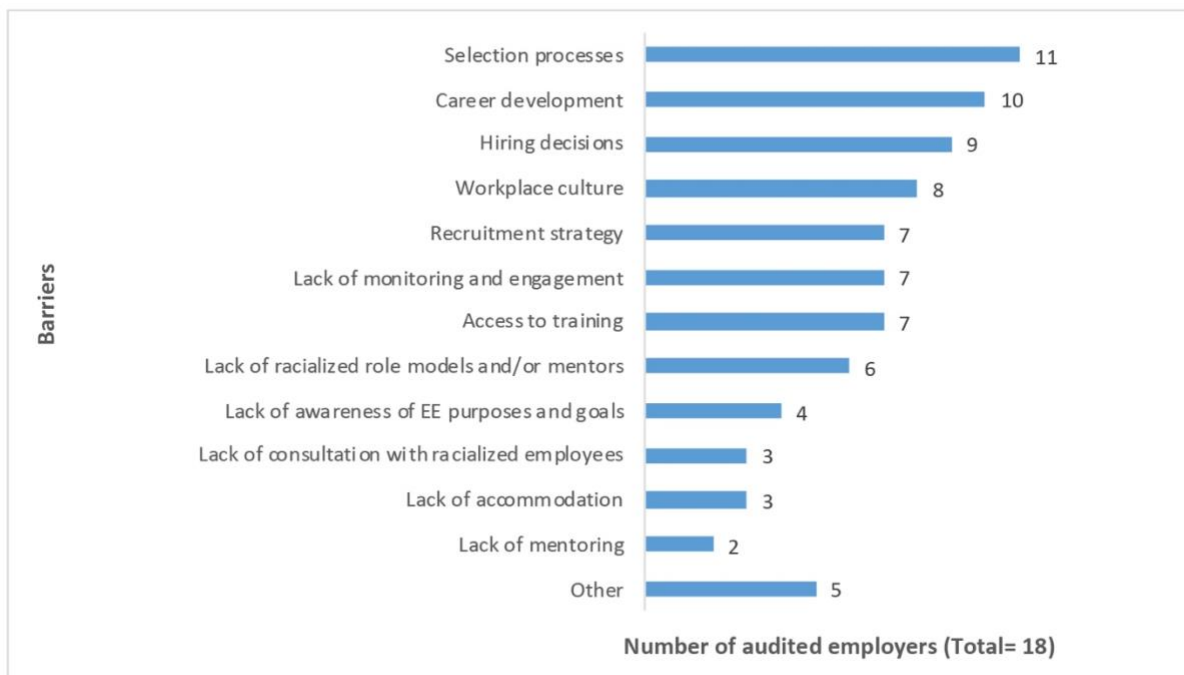 Barriers
Selection processes 11
Career development 10
Hiring decisions 9
Workplace culture 8
Recruitment strategy 7
Lack of monitoring and engagement 7
Access to training 7
Lack of racialized role models and/or mentors 6
Lack of awareness of EE purposes and goals 4
Lack of consultation with racialized employees 3
Lack of accommodation 3
Lack of mentoring 2
Other 5
Number of audited employers (Total= 18)